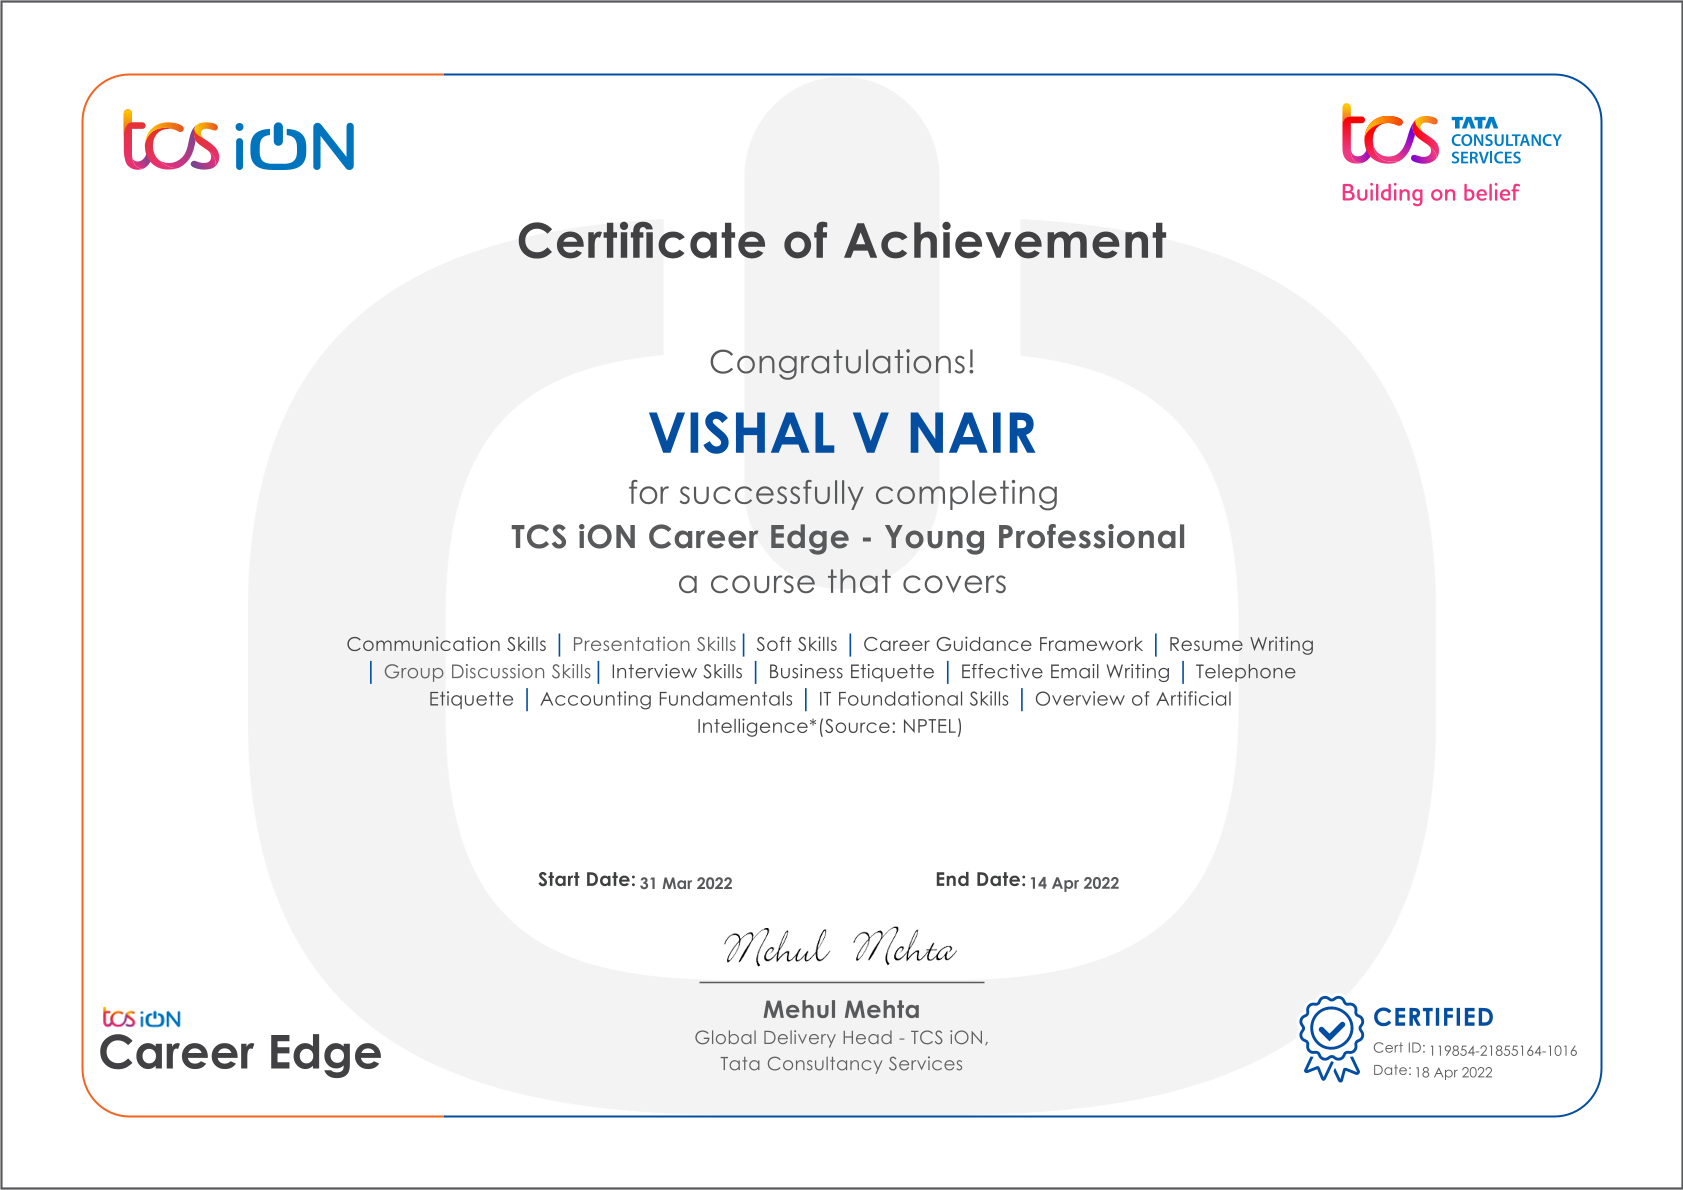 tcs iON
tcs TATA
CONSULTANCY
SERVICES
Building on belief
Certificate of Achievement
Congratulations!
VISHAL V NAIR
for successfully completing
TCS iON Career Edge - Young Professional
a course that covers
Communication Skills | Presentation Skills | Soft Skills | Career Guidance Framework | Resume Writing
| Group Discussion Skills | Interview Skills | Business Etiquette | Effective Email Writing | Telephone
Etiquette | Accounting Fundamentals | IT Foundational Skills | Overview of Artificial
Intelligence*(Source: NPTEL)
Start Date: 31 Mar 2022 End Date: 14 Apr 2022
Mehul Mehta
Mehul Mehta
Global Delivery Head - TCS iON,
Tata Consultancy Services
tcs iON
Career Edge
CERTIFIED
Cert ID: 119854-21855164-1016
Date: 18 Apr 2022